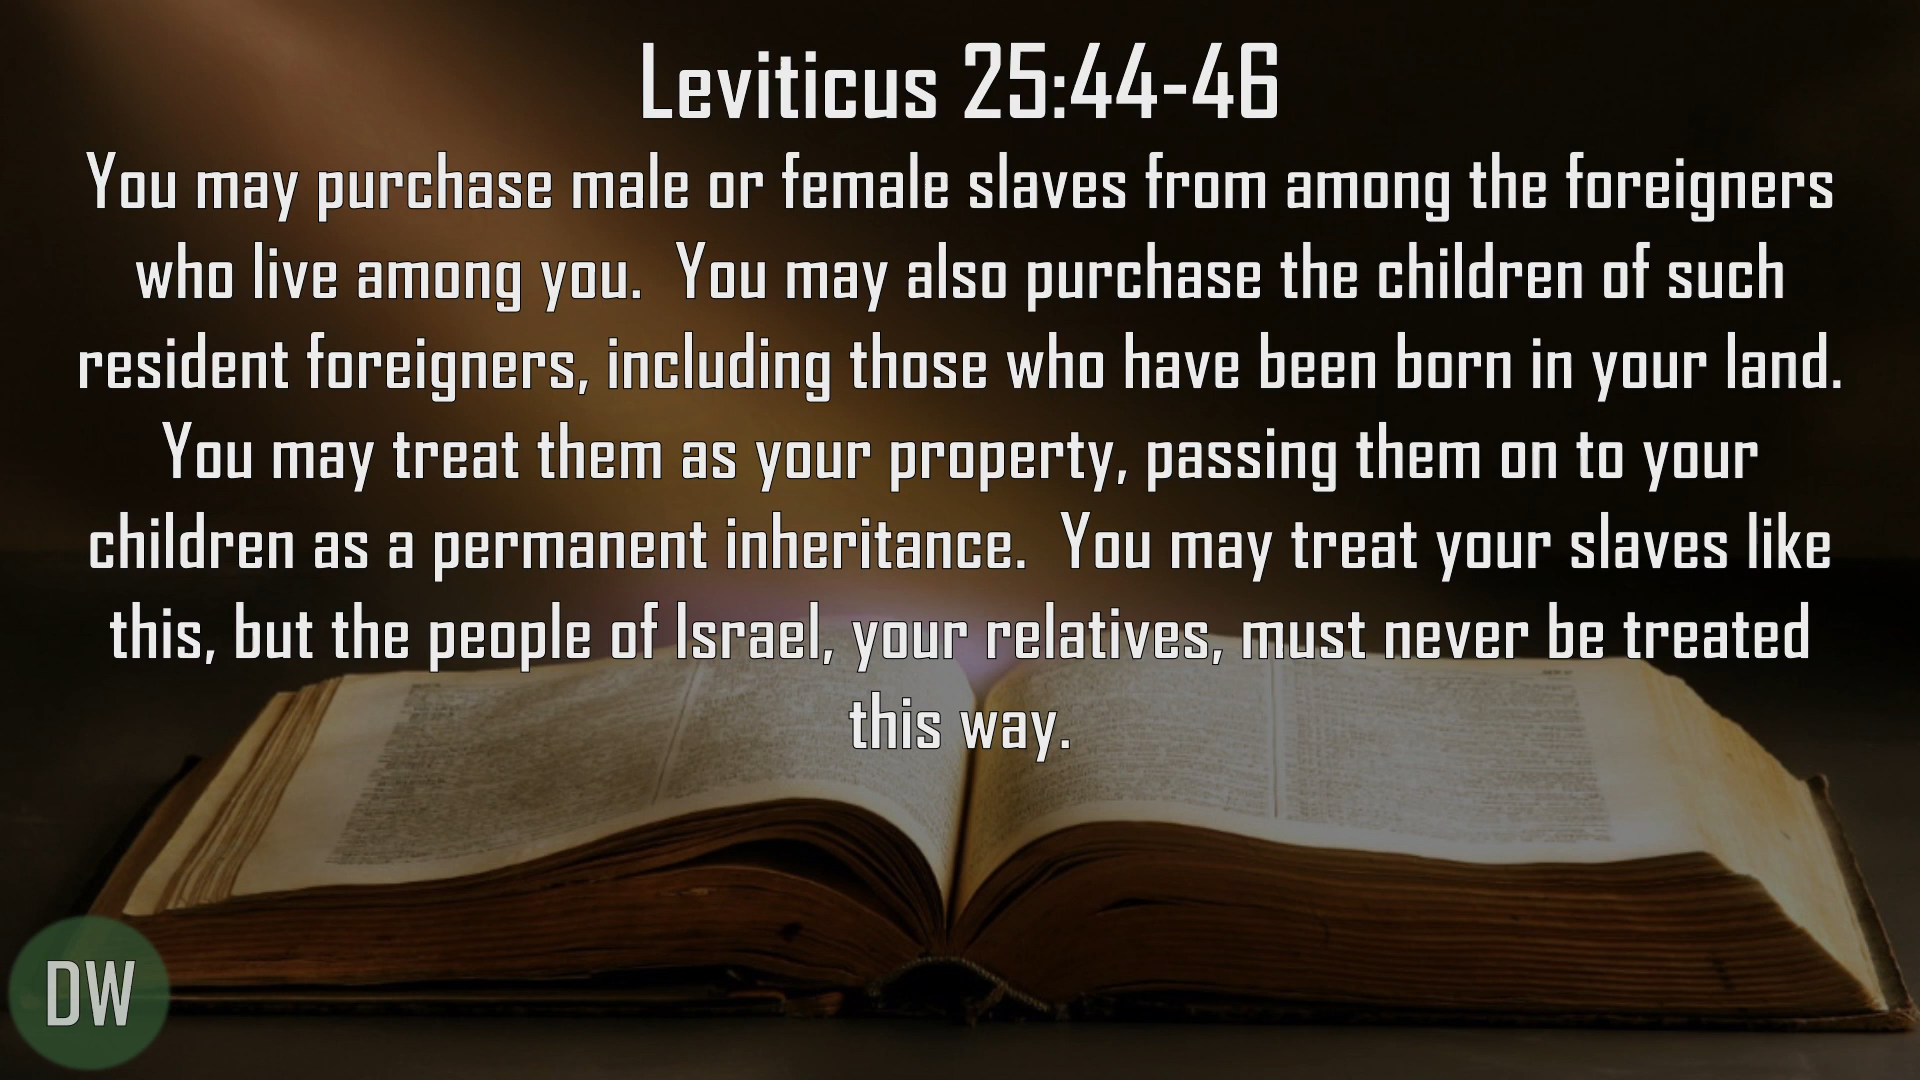 Leviticus 25:44-46
You may purchase male or female slaves from among the foreigners
who live among you.  You may also purchase the children of such
resident foreigners, including those who have been born in your land.
You may treat them as your property, passing them on to your
children as a permanent inheritance.  You may treat your slaves like
this, but the people of Israel, your relatives, must never be treated
this way.
DW